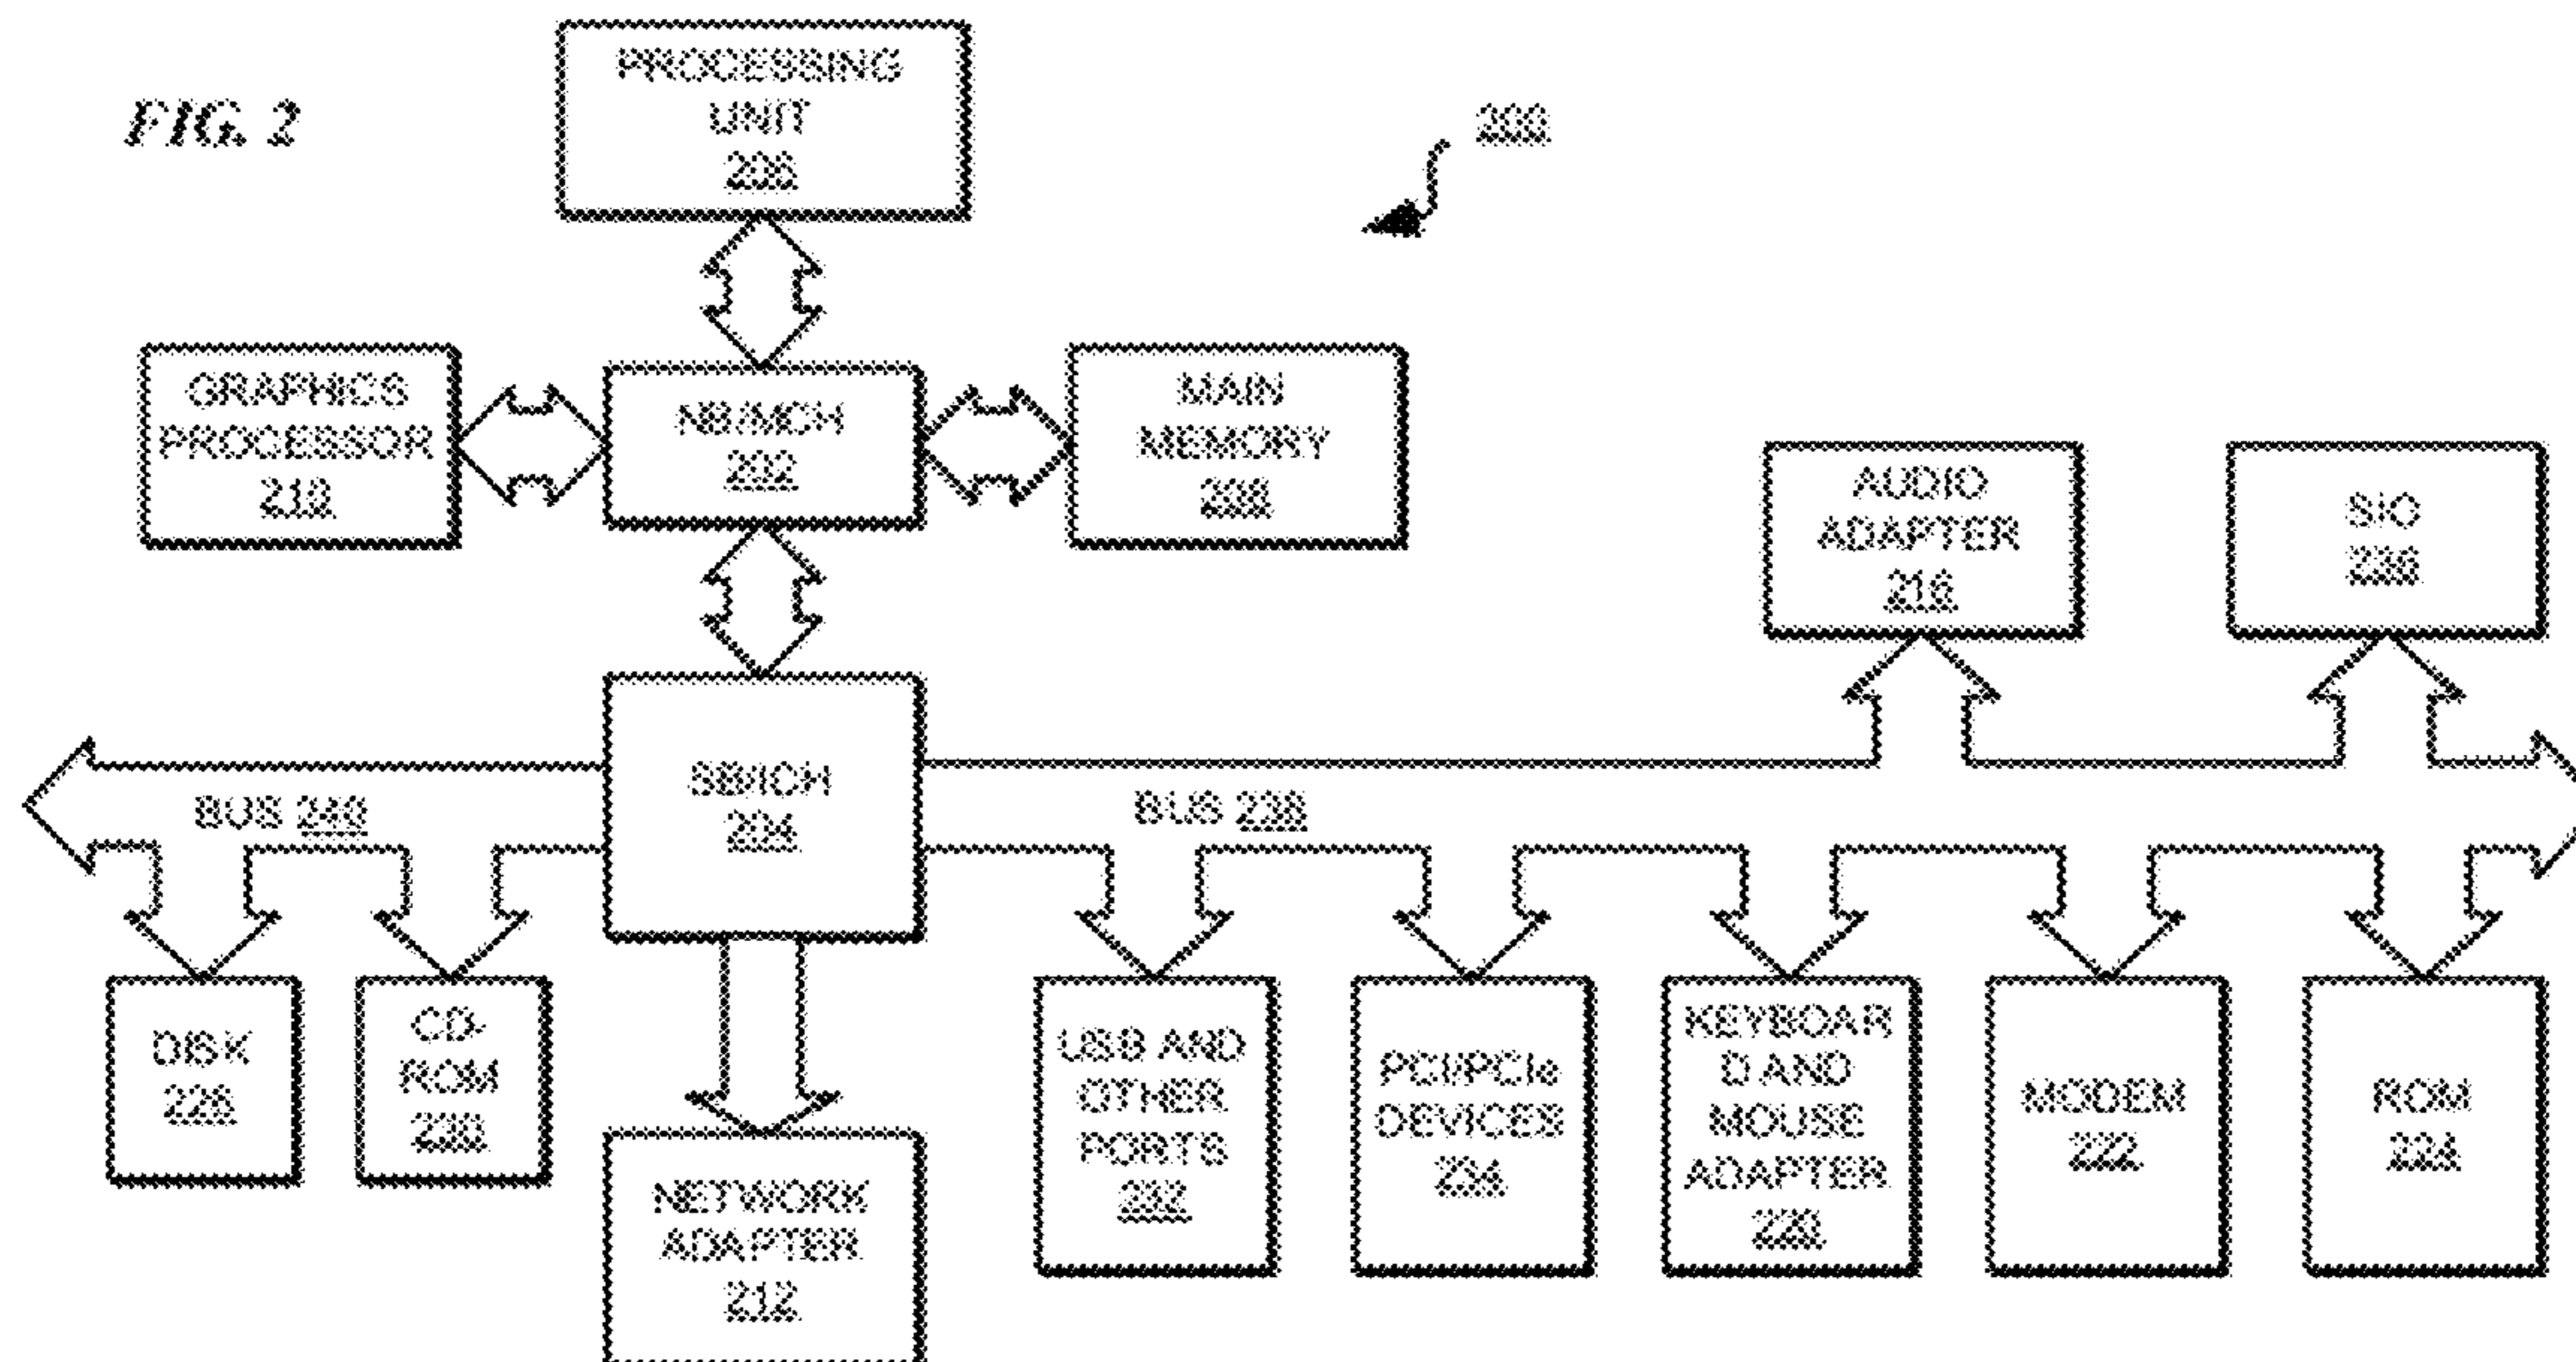 FIG. 2
PROCESSING
UNIT
206
200
GRAPHICS
PROCESSOR
210
NB/MCH
202
MAIN
MEMORY
208
AUDIO
ADAPTER
216
SIO
236
SB/ICH
204
BUS 240
BUS 238
DISK
226
CD-
ROM
230
USB AND
OTHER
PORTS
232
PCI/PCIe
DEVICES
234
KEYBOAR
D AND
MOUSE
ADAPTER
220
MODEM
222
ROM
224
NETWORK
ADAPTER
212